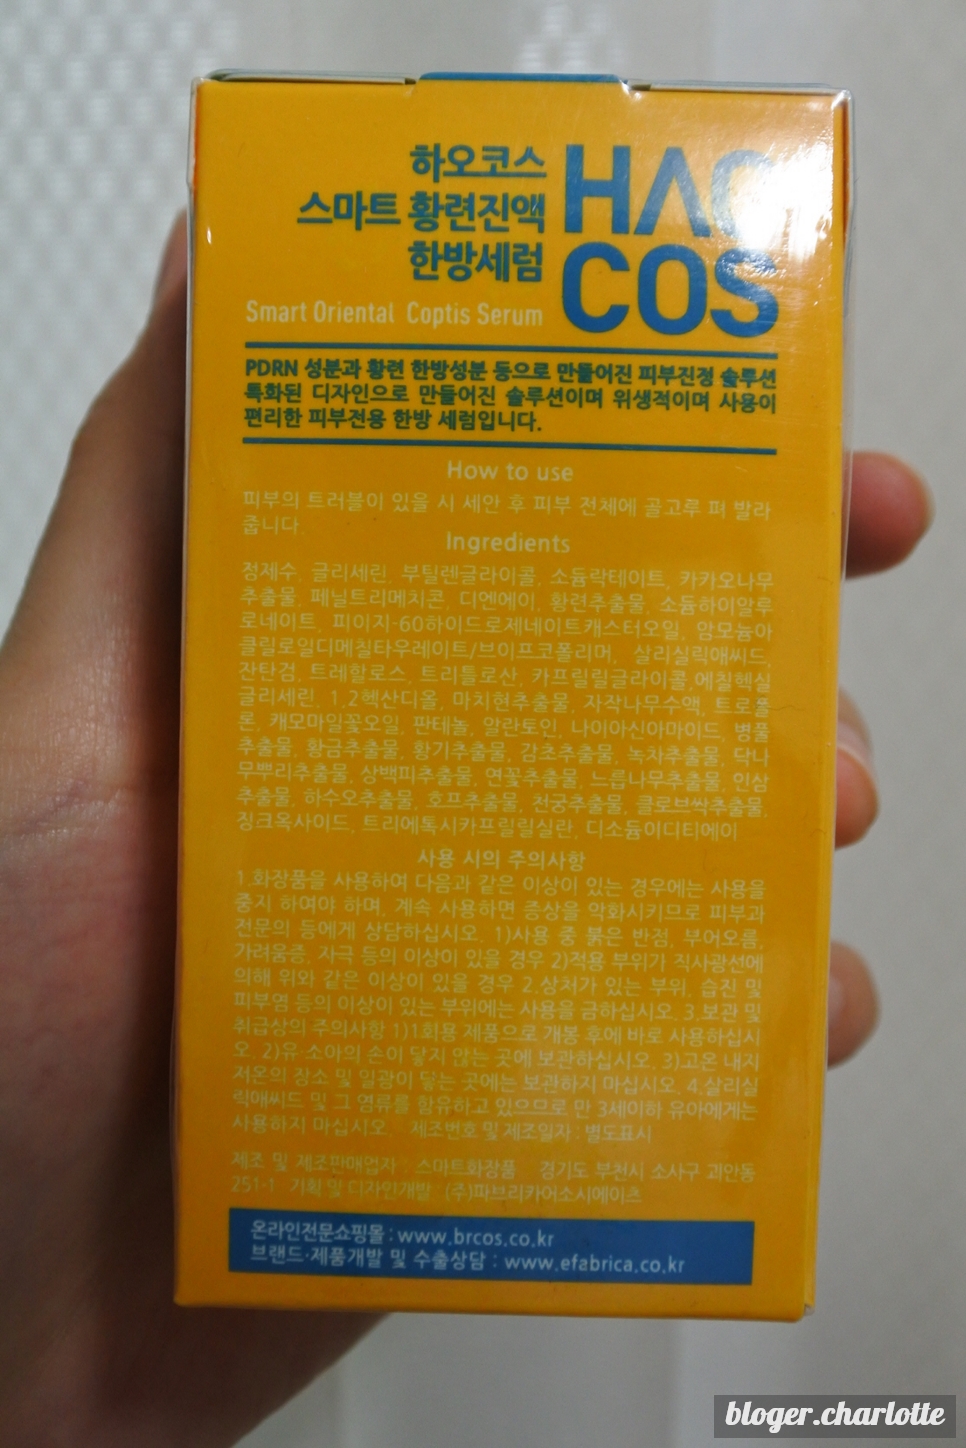 하오코스
스마트 황련진액
한방세럼
HAO
COS
Smart Oriental Coptis Serum
PDRN 성분과 황련 한방성분 등으로 만들어진 피부진정 솔루션
특화된 디자인으로 만들어진 솔루션이며 위생적이며 사용이
편리한 피부전용 한방 세럼입니다.
How to use
피부의 트러블이 있을 시 세안 후 피부 전체에 골고루 펴 발라
줍니다.
Ingredients
정제수, 글리세린, 부틸렌글라이콜, 소듐락테이트, 카카오나무
추출물, 페닐트리메치콘, 디엔에이, 황련추출물, 소듐하이알루
로네이트, 피이지-60하이드로제네이트캐스터오일, 암모늄아
크릴로일디메칠타우레이트/브이프코폴리머, 살리실릭애씨드,
잔탄검, 트레할로스, 트리틀로산, 카프릴릴글라이콜,에칠헥실
글리세린, 1,2헥산디올, 마치현추출물, 자작나무수액, 트로폴
론, 캐모마일꽃오일, 판테놀, 알란토인, 나이아신아마이드, 병풀
추출물, 황금추출물, 황기추출물, 감초추출물, 녹차추출물, 닥나
무뿌리추출물, 상백피추출물, 연꽃추출물, 느릅나무추출물, 인삼
추출물, 하수오추출물, 호프추출물, 천궁추출물, 클로브싹추출물,
징크옥사이드, 트리에톡시카프릴릴실란, 디소듐이디티에이
사용 시의 주의사항
1.화장품을 사용하여 다음과 같은 이상이 있는 경우에는 사용을
중지 하여야 하며, 계속 사용하면 증상을 악화시키므로 피부과
전문의 등에게 상담하십시오. 1)사용 중 붉은 반점, 부어오름,
가려움증, 자극 등의 이상이 있을 경우 2)적용 부위가 직사광선에
의해 위와 같은 이상이 있을 경우 2.상처가 있는 부위, 습진 및
피부염 등의 이상이 있는 부위에는 사용을 금하십시오. 3.보관 및
취급상의 주의사항 1)1회용 제품으로 개봉 후에 바로 사용하십시
오. 2)유·소아의 손이 닿지 않는 곳에 보관하십시오. 3)고온 내지
저온의 장소 및 일광이 닿는 곳에는 보관하지 마십시오. 4.살리실
릭애씨드 및 그 염류를 함유하고 있으므로 만 3세이하 유아에게는
사용하지 마십시오. 제조번호 및 제조일자 : 별도표시
제조 및 제조판매업자 : 스마트화장품 경기도 부천시 소사구 괴안동
251-1 기획 및 디자인개발 : (주)파브리카어소시에이츠
온라인전문쇼핑몰 : www.brcos.co.kr
브랜드·제품개발 및 수출상담 : www.efabrica.co.kr
bloger.charlotte